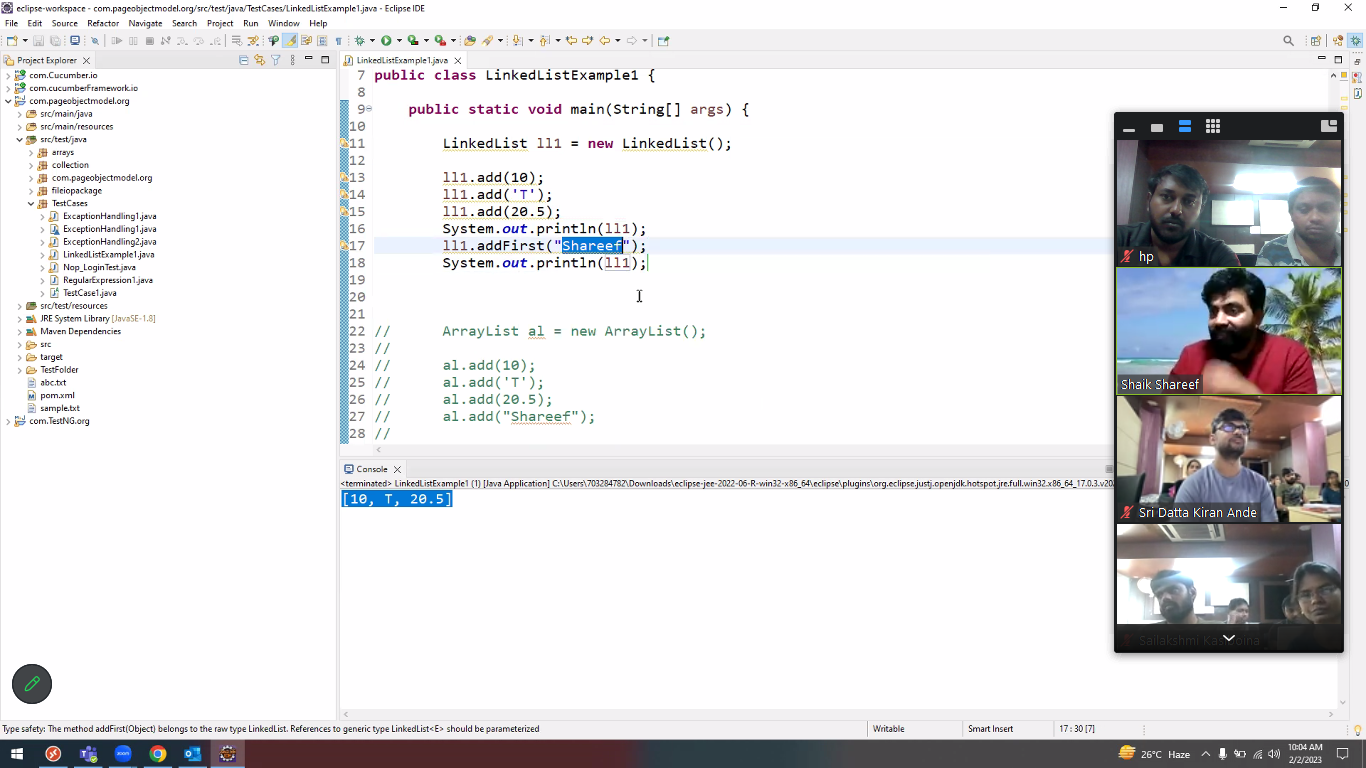 eclipse-workspace - com.pageobjectmodel.org/src/test/java/TestCases/LinkedListExample1.java - Eclipse IDE
File Edit Source Refactor Navigate Search Project Run Window Help
Project Explorer
LinkedListExample1.java
com.Cucumber.io
com.cucumberFramework.io
com.pageobjectmodel.org
src/main/java
src/main/resources
src/test/java
arrays
collection
com.pageobjectmodel.org
fileiopackage
TestCases
ExceptionHandling1.java
ExceptionHandling1.java
ExceptionHandling2.java
LinkedListExample1.java
Nop_LoginTest.java
RegularExpression1.java
TestCase1.java
src/test/resources
JRE System Library [JavaSE-1.8]
Maven Dependencies
src
target
TestFolder
abc.txt
pom.xml
sample.txt
com.TestNG.org
7 public class LinkedListExample1 {
8
9 public static void main(String[] args) {
10
11 LinkedList ll1 = new LinkedList();
12
13 ll1.add(10);
14 ll1.add('T');
15 ll1.add(20.5);
16 System.out.println(ll1);
17 ll1.addFirst("Shareef");
18 System.out.println(ll1);
19
20
21
22 // ArrayList al = new ArrayList();
23 //
24 // al.add(10);
25 // al.add('T');
26 // al.add(20.5);
27 // al.add("Shareef");
28 //
Console
<terminated> LinkedListExample1 (1) [Java Application] C:\Users\703284782\Downloads\eclipse-jee-2022-06-R-win32-x86_64\eclipse\plugins\org.eclipse.justj.openjdk.hotspot.jre.full.win32.x86_64_17.0.3.v20
[10, T, 20.5]
hp
Shaik Shareef
Sri Datta Kiran Ande
Type safety: The method addFirst(Object) belongs to the raw type LinkedList. References to generic type LinkedList<E> should be parameterized
Writable
Smart Insert
17 : 30 [7]
26°C Haze
10:04 AM
2/2/2023